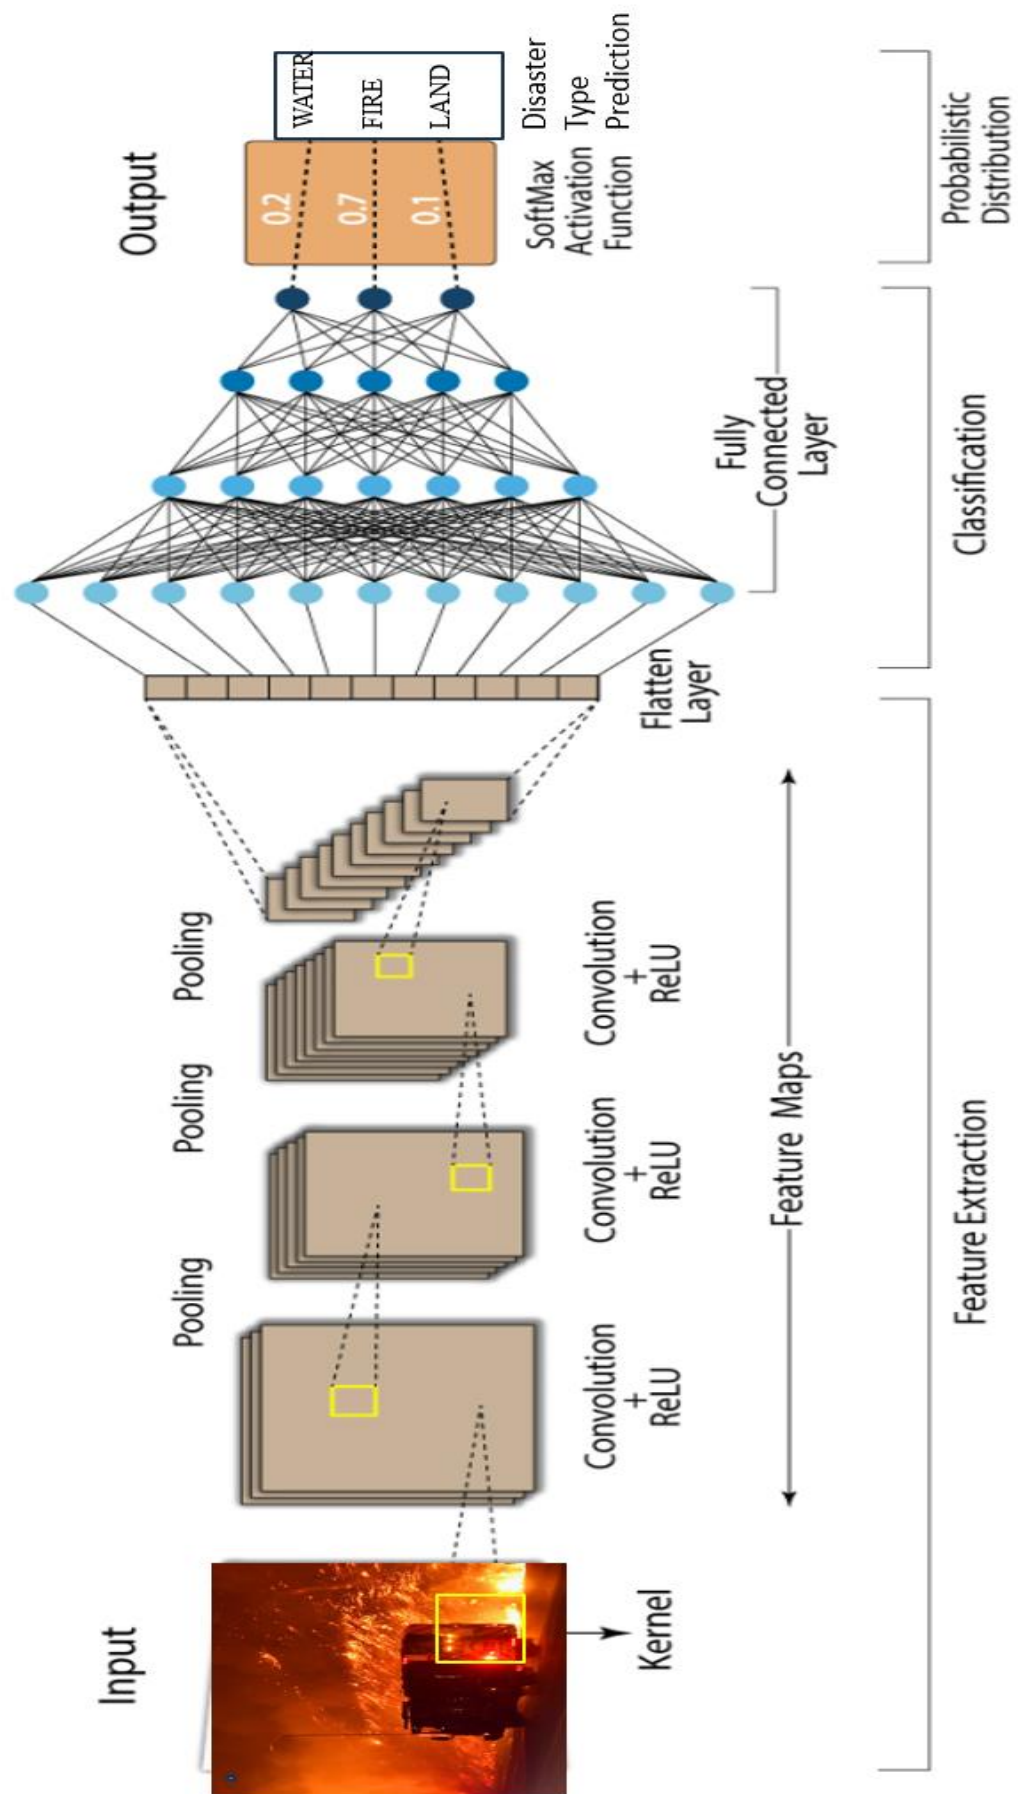 Input
Kernel
Pooling
Pooling
Pooling
Convolution
+
ReLU
Convolution
+
ReLU
Convolution
+
ReLU
Feature Maps
Flatten
Layer
Fully
Connected
Layer
Output
0.2
0.7
0.1
WATER
FIRE
LAND
SoftMax
Activation
Function
Disaster
Type
Prediction
Feature Extraction
Classification
Probabilistic
Distribution